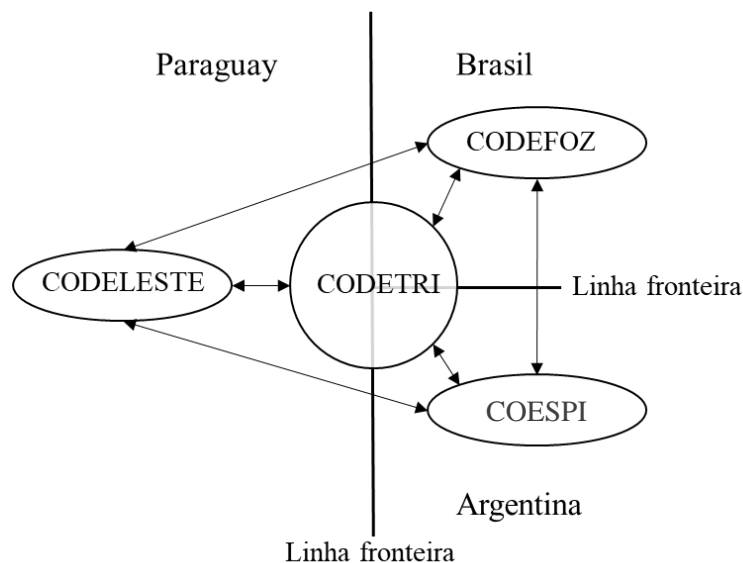 Paraguay
Brasil
CODEFOZ
CODELESTE
CODETRI
Linha fronteira
COESPI
Argentina
Linha fronteira